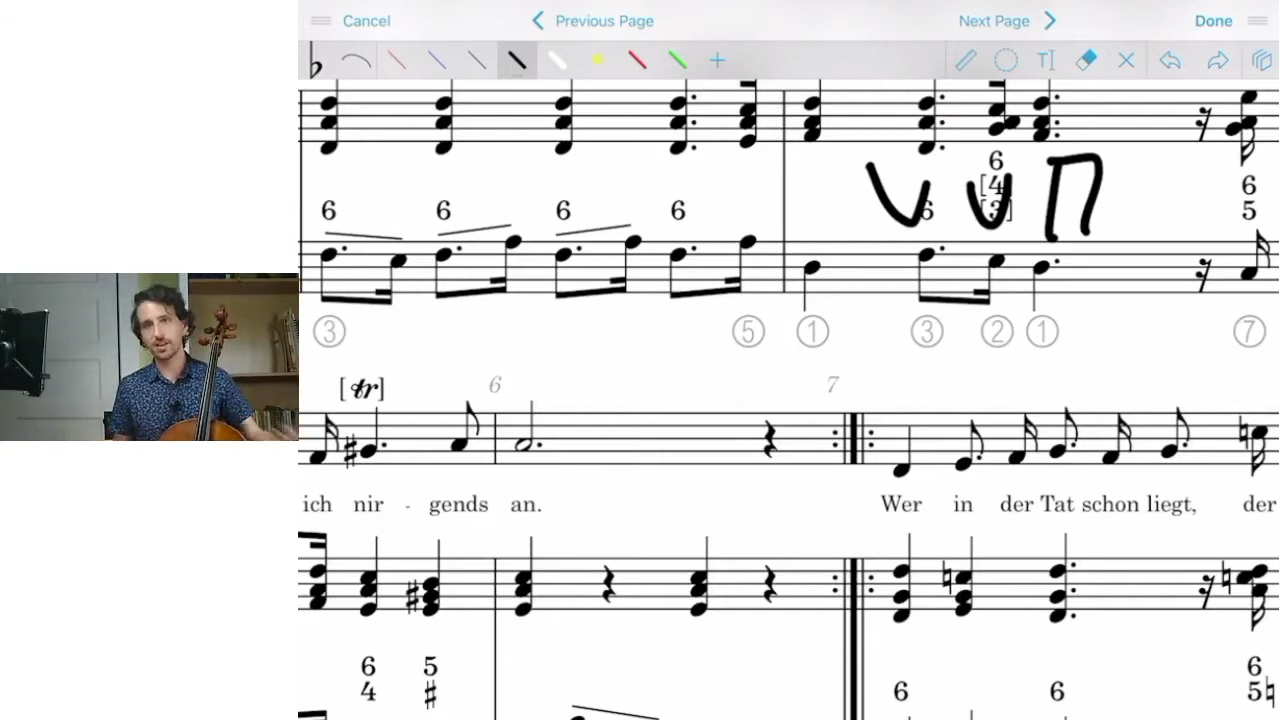 Cancel Previous Page Next Page Done
6 6 6 6 6 6 6
[4
[3] 5
③ ⑤ ① ③ ② ① ⑦
[tr] 6 7
ich nir - gends an. Wer in der Tat schon liegt, der
6 5 6 6 6
4 ♯ 5♮